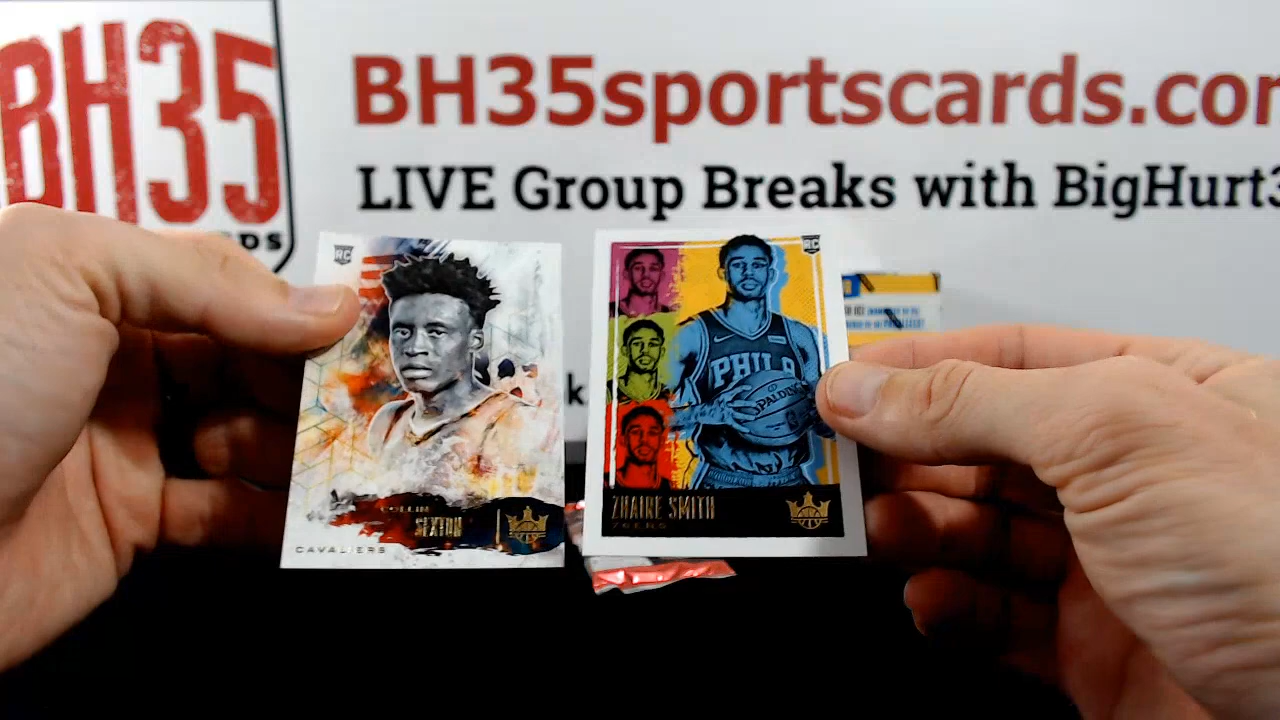 BH35
BH35sportscards.cor
LIVE Group Breaks with BigHurt3
RC
COLLIN
SEXTON
CAVALIERS
RC
PHILA
SPALDING
ZHAIRE SMITH
76ERS